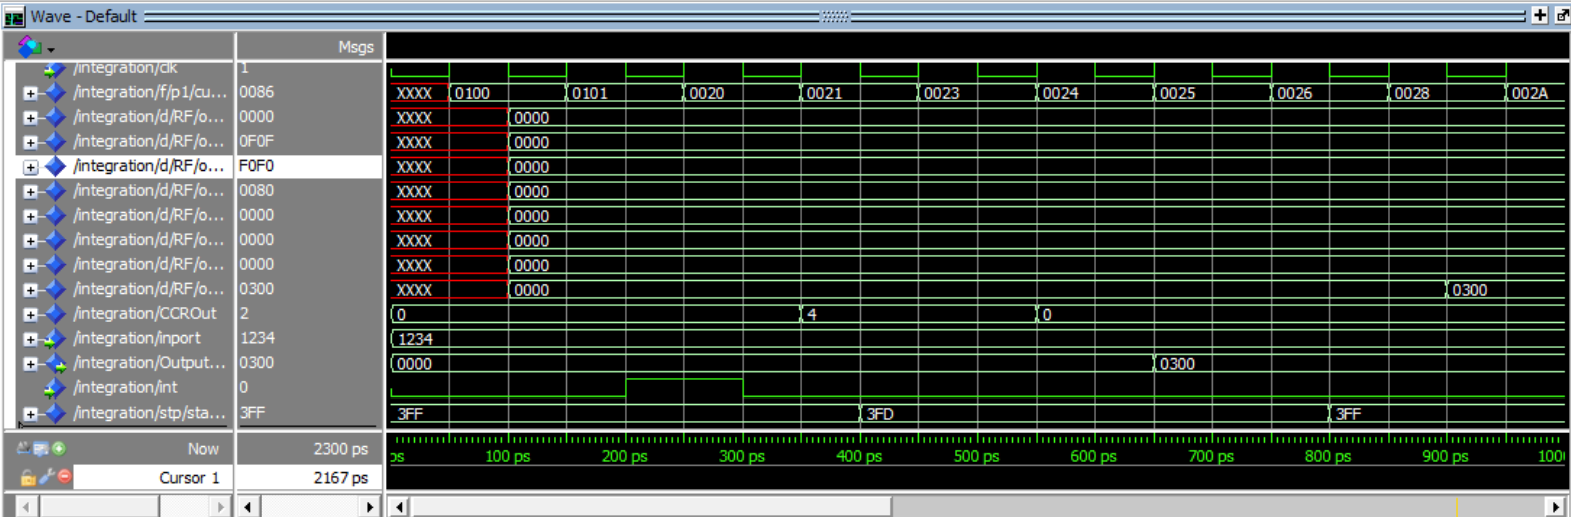 Wave - Default
Msgs
/integration/clk 1
/integration/f/p1/cu... 0086 XXXX 0100 0101 0020 0021 0023 0024 0025 0026 0028 002A
/integration/d/RF/o... 0000 XXXX 0000
/integration/d/RF/o... 0F0F XXXX 0000
/integration/d/RF/o... F0F0 XXXX 0000
/integration/d/RF/o... 0080 XXXX 0000
/integration/d/RF/o... 0000 XXXX 0000
/integration/d/RF/o... 0000 XXXX 0000
/integration/d/RF/o... 0000 XXXX 0000
/integration/d/RF/o... 0300 XXXX 0000 0300
/integration/CCROut 2 0 4 0
/integration/inport 1234 1234
/integration/Output... 0300 0000 0300
/integration/int 0
/integration/stp/sta... 3FF 3FF 3FD 3FF
Now 2300 ps ps 100 ps 200 ps 300 ps 400 ps 500 ps 600 ps 700 ps 800 ps 900 ps 100
Cursor 1 2167 ps